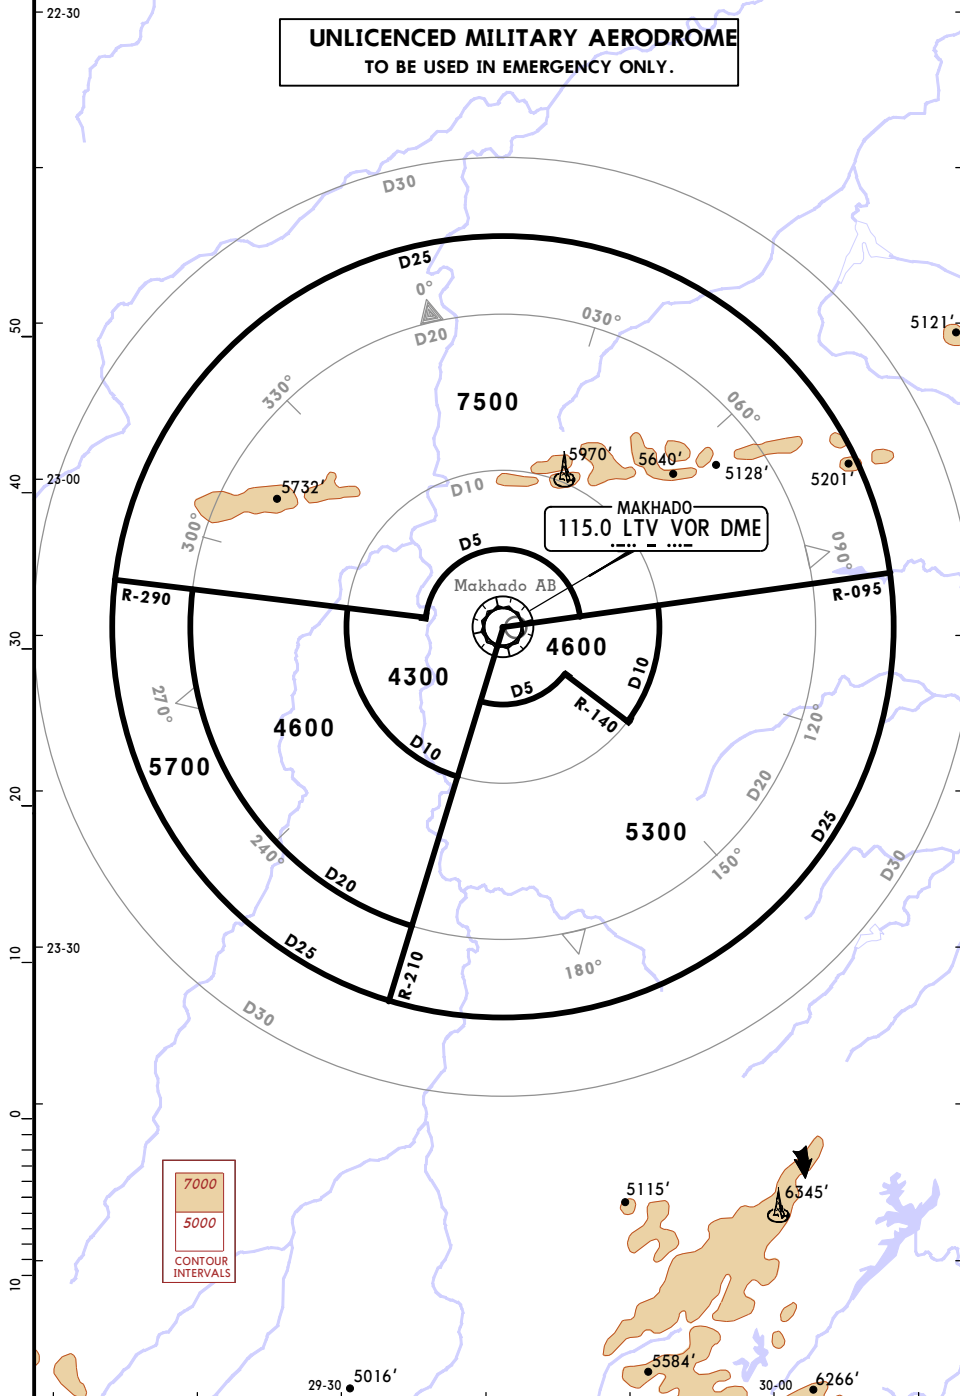 22-30
UNLICENCED MILITARY AERODROME
TO BE USED IN EMERGENCY ONLY.
D30
D25
0°
D20
030°
50
5121'
330°
060°
7500
5970'
5640'
5128'
5201'
23-00
40
5732'
D10
MAKHADO
115.0 LTV VOR DME
300°
D5
090°
Makhado AB
R-290
R-095
30
4600
4300
D5
D10
R-140
270°
120°
4600
D10
5700
D20
20
5300
D25
240°
150°
D30
D20
D25
23-30
10
R-210
180°
D30
0
7000
5000
CONTOUR
INTERVALS
5115'
6345'
10
5584'
5016'
29-30
30-00
6266'